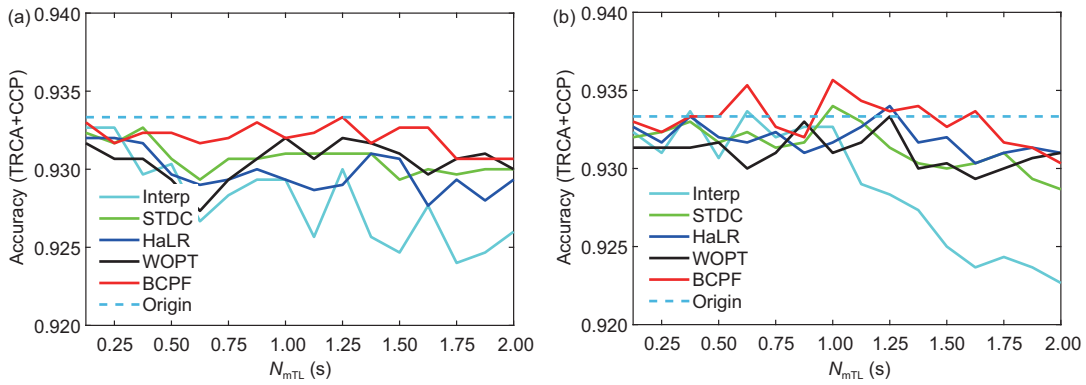 (a)
Accuracy (TRCA+CCP)
0.940
0.935
0.930
0.925
0.920
Interp
STDC
HaLR
WOPT
BCPF
Origin
0.25 0.50 0.75 1.00 1.25 1.50 1.75 2.00
NmTL (s)
(b)
Accuracy (TRCA+CCP)
0.940
0.935
0.930
0.925
0.920
Interp
STDC
HaLR
WOPT
BCPF
Origin
0.25 0.50 0.75 1.00 1.25 1.50 1.75 2.00
NmTL (s)